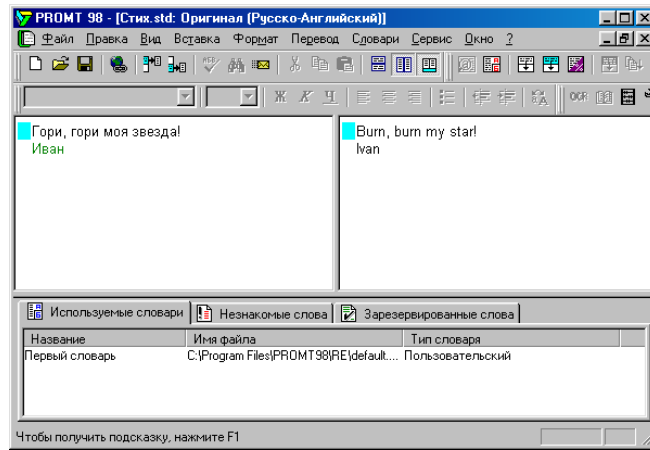 PROMT 98 - [Стих.std: Оригинал (Русско-Английский)]
Файл Правка Вид Вставка Формат Перевод Словари Сервис Окно ?
Ж К Ч OCR
Гори, гори моя звезда!
Иван
Burn, burn my star!
Ivan
Используемые словари Незнакомые слова Зарезервированные слова
Название Имя файла Тип словаря
Первый словарь C:\Program Files\PROMT98\RE\default.... Пользовательский
Чтобы получить подсказку, нажмите F1